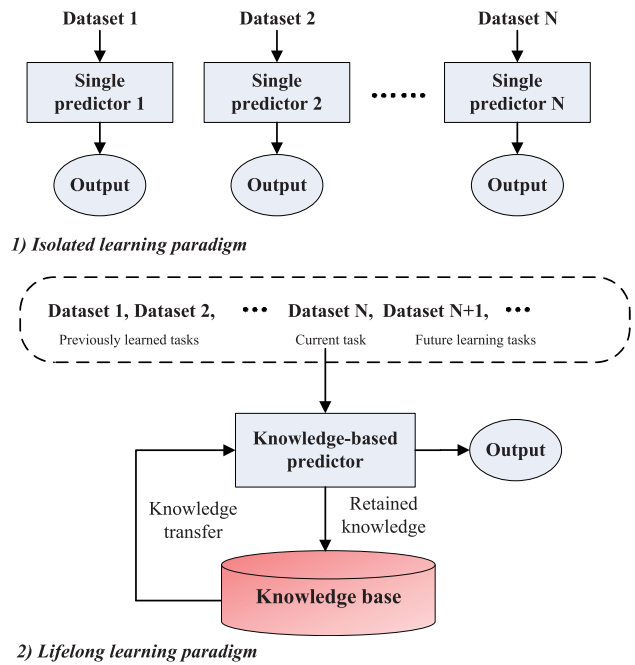 Dataset 1
Dataset 2
Dataset N
Single
predictor 1
Single
predictor 2
......
Single
predictor N
Output
Output
Output
1) Isolated learning paradigm
Dataset 1, Dataset 2, ... Dataset N, Dataset N+1, ...
Previously learned tasks
Current task
Future learning tasks
Knowledge-based
predictor
Output
Knowledge
transfer
Retained
knowledge
Knowledge base
2) Lifelong learning paradigm